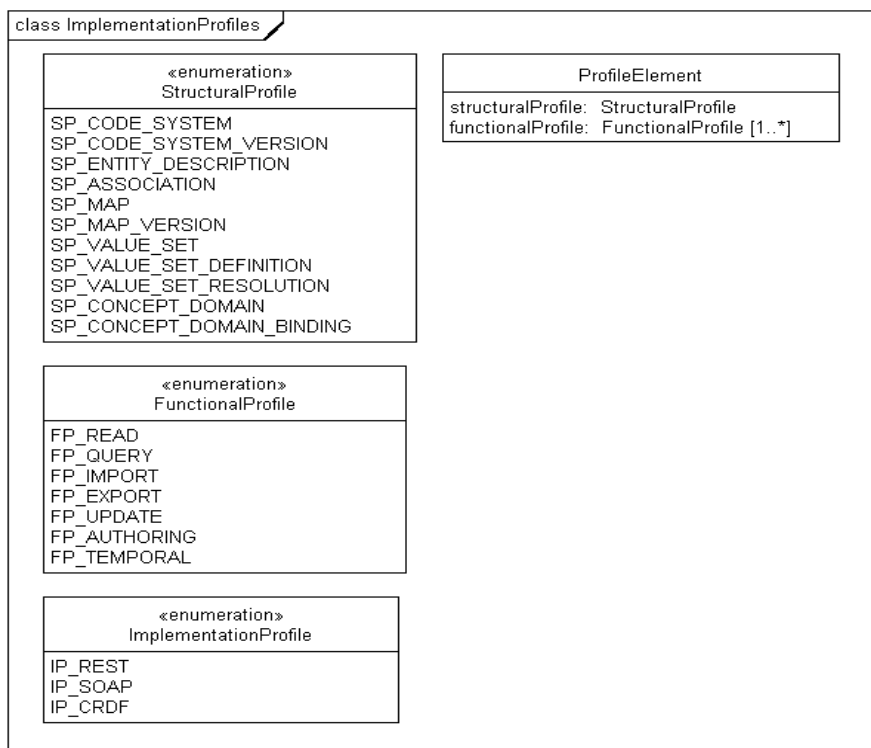 class ImplementationProfiles
«enumeration»
StructuralProfile
SP_CODE_SYSTEM
SP_CODE_SYSTEM_VERSION
SP_ENTITY_DESCRIPTION
SP_ASSOCIATION
SP_MAP
SP_MAP_VERSION
SP_VALUE_SET
SP_VALUE_SET_DEFINITION
SP_VALUE_SET_RESOLUTION
SP_CONCEPT_DOMAIN
SP_CONCEPT_DOMAIN_BINDING
ProfileElement
structuralProfile: StructuralProfile
functionalProfile: FunctionalProfile [1..*]
«enumeration»
FunctionalProfile
FP_READ
FP_QUERY
FP_IMPORT
FP_EXPORT
FP_UPDATE
FP_AUTHORING
FP_TEMPORAL
«enumeration»
ImplementationProfile
IP_REST
IP_SOAP
IP_CRDF